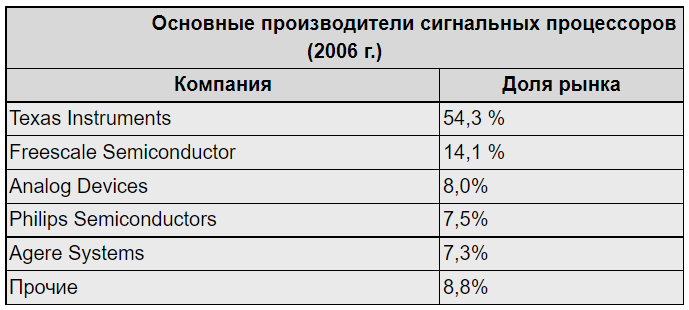 Основные производители сигнальных процессоров
(2006 г.)
Компания Доля рынка
Texas Instruments 54,3 %
Freescale Semiconductor 14,1 %
Analog Devices 8,0%
Philips Semiconductors 7,5%
Agere Systems 7,3%
Прочие 8,8%